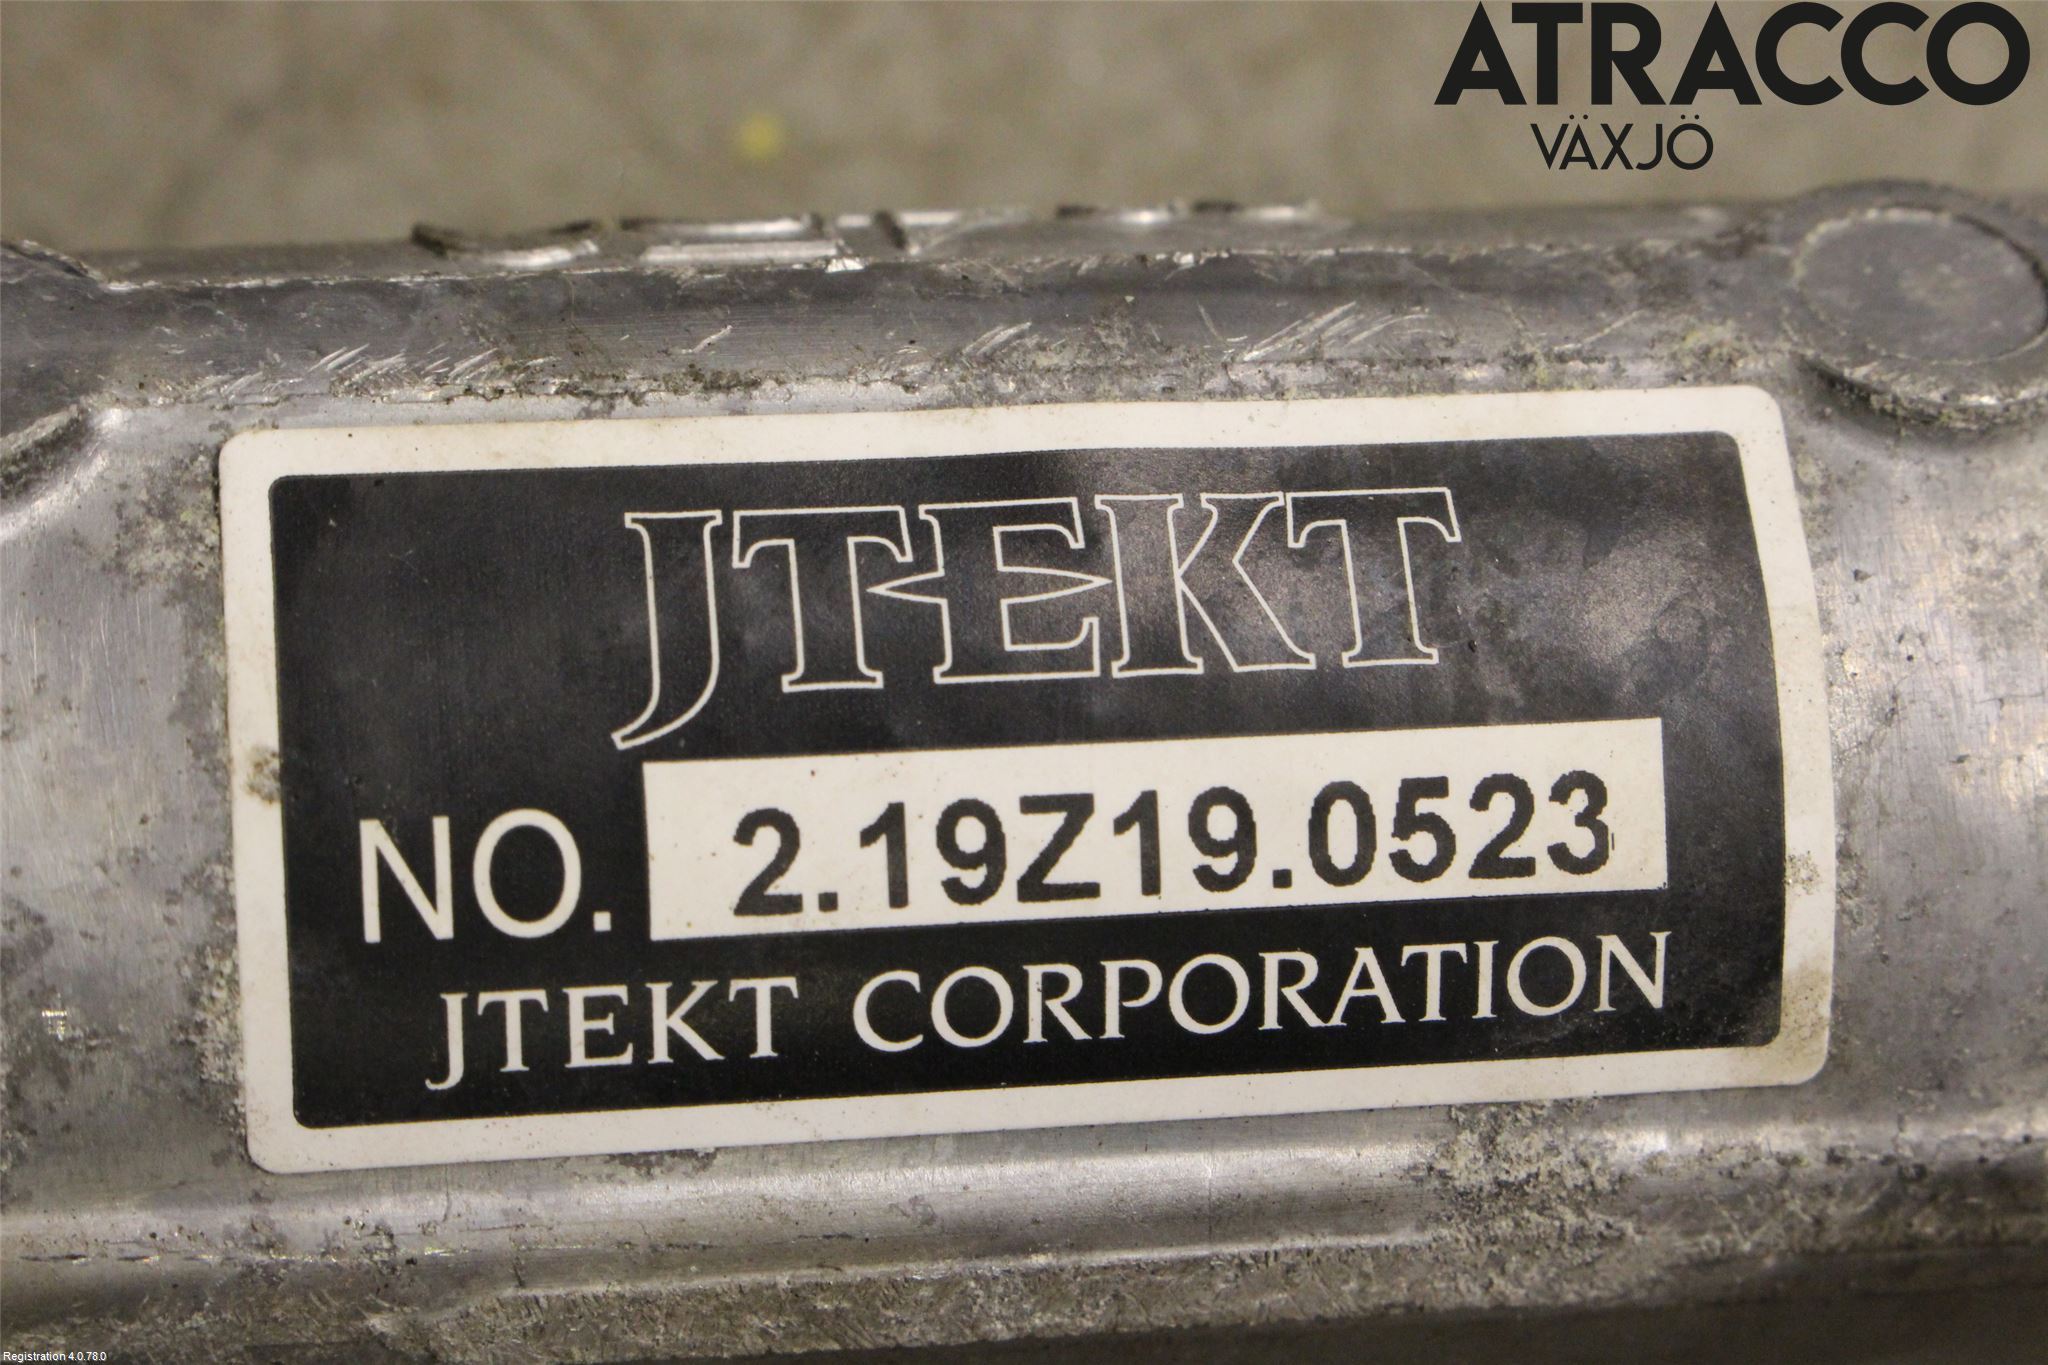 ATRACCO
VÄXJÖ
JTEKT
NO. 2.19Z19.0523
JTEKT CORPORATION
Registration 4.0.78.0